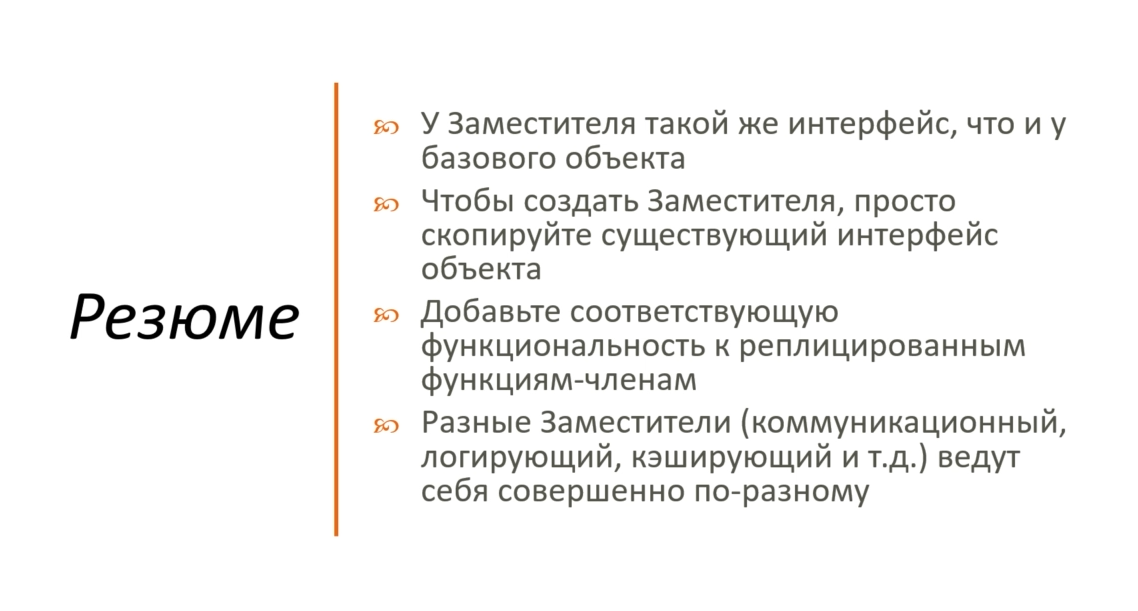 Резюме
У Заместителя такой же интерфейс, что и у
базового объекта
Чтобы создать Заместителя, просто
скопируйте существующий интерфейс
объекта
Добавьте соответствующую
функциональность к реплицированным
функциям-членам
Разные Заместители (коммуникационный,
логирующий, кэширующий и т.д.) ведут
себя совершенно по-разному